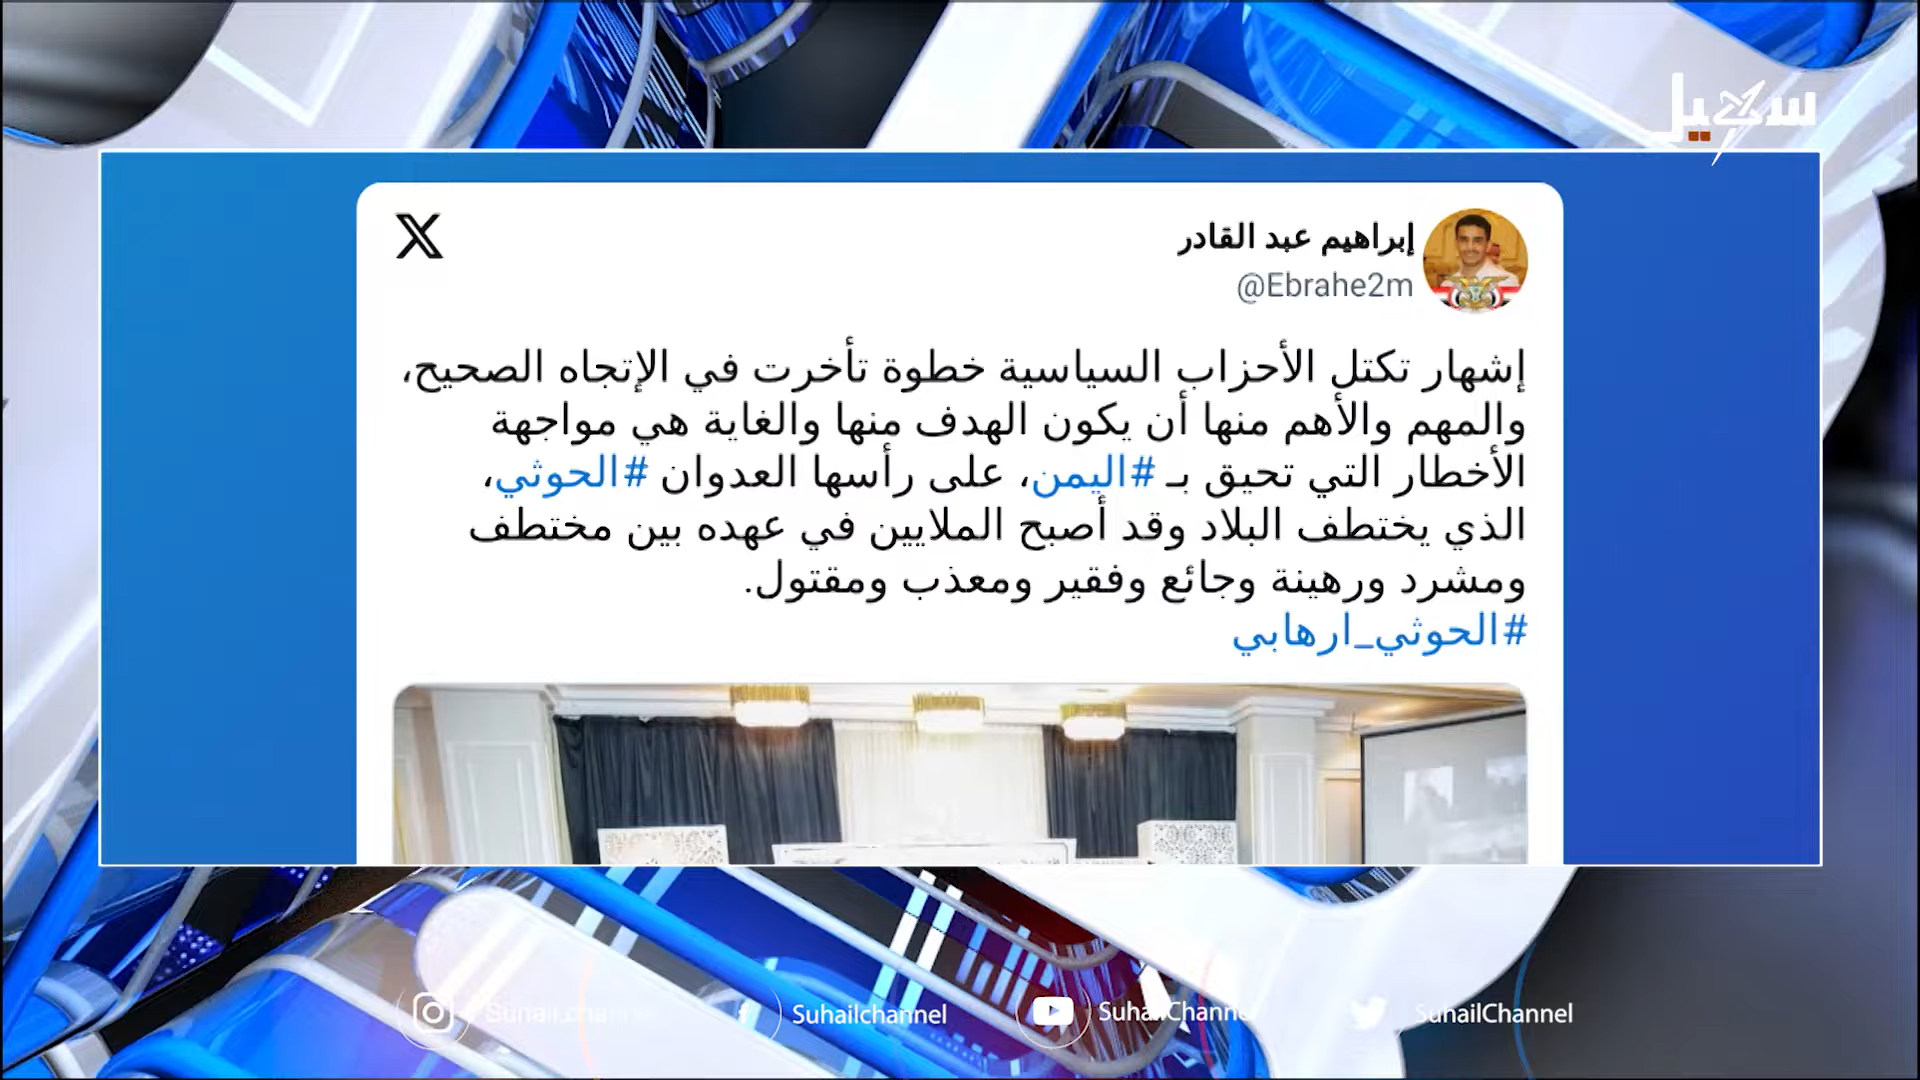 سهيل
إبراهيم عبد القادر
@Ebrahe2m
إشهار تكتل الأحزاب السياسية خطوة تأخرت في الإتجاه الصحيح،
والمهم والأهم منها أن يكون الهدف منها والغاية هي مواجهة
الأخطار التي تحيق بـ #اليمن، على رأسها العدوان #الحوثي،
الذي يختطف البلاد وقد أصبح الملايين في عهده بين مختطف
ومشرد ورهينة وجائع وفقير ومعذب ومقتول.
#الحوثي_ارهابي
Suhailchannel
SuhailChannel
SuhailChannel